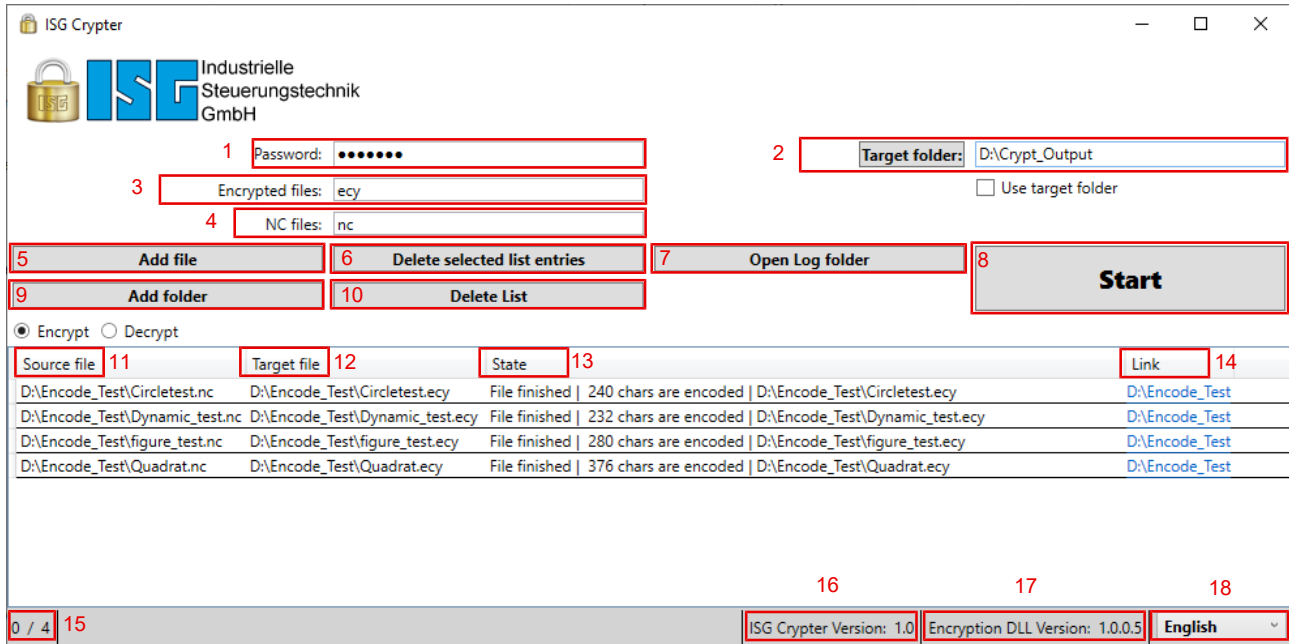 ISG Crypter
ISG
ISG
Industrielle
Steuerungstechnik
GmbH
1 Password: ●●●●●●●
2 Target folder: D:\Crypt_Output
3 Encrypted files: ecy
Use target folder
4 NC files: nc
5 Add file 6 Delete selected list entries 7 Open Log folder 8 Start
9 Add folder 10 Delete List
Encrypt Decrypt
Source file 11 Target file 12 State 13 Link 14
D:\Encode_Test\Circletest.nc D:\Encode_Test\Circletest.ecy File finished | 240 chars are encoded | D:\Encode_Test\Circletest.ecy D:\Encode_Test
D:\Encode_Test\Dynamic_test.nc D:\Encode_Test\Dynamic_test.ecy File finished | 232 chars are encoded | D:\Encode_Test\Dynamic_test.ecy D:\Encode_Test
D:\Encode_Test\figure_test.nc D:\Encode_Test\figure_test.ecy File finished | 280 chars are encoded | D:\Encode_Test\figure_test.ecy D:\Encode_Test
D:\Encode_Test\Quadrat.nc D:\Encode_Test\Quadrat.ecy File finished | 376 chars are encoded | D:\Encode_Test\Quadrat.ecy D:\Encode_Test
16 17 18
0 / 4 15 ISG Crypter Version: 1.0 Encryption DLL Version: 1.0.0.5 English